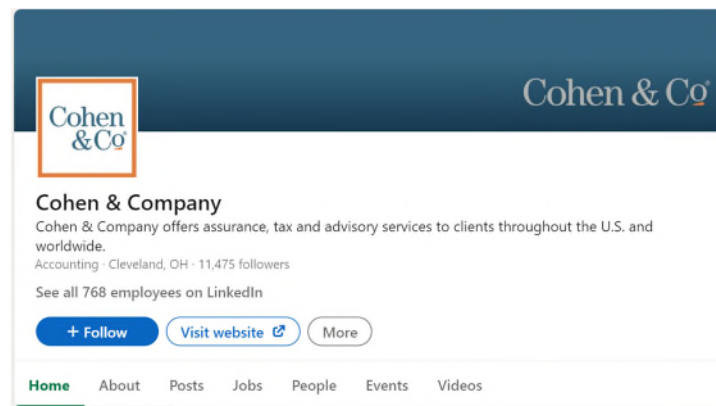 Cohen & Co
Cohen
& Co
Cohen & Company
Cohen & Company offers assurance, tax and advisory services to clients throughout the U.S. and
worldwide.
Accounting · Cleveland, OH · 11,475 followers
See all 768 employees on LinkedIn
+ Follow Visit website More
Home About Posts Jobs People Events Videos